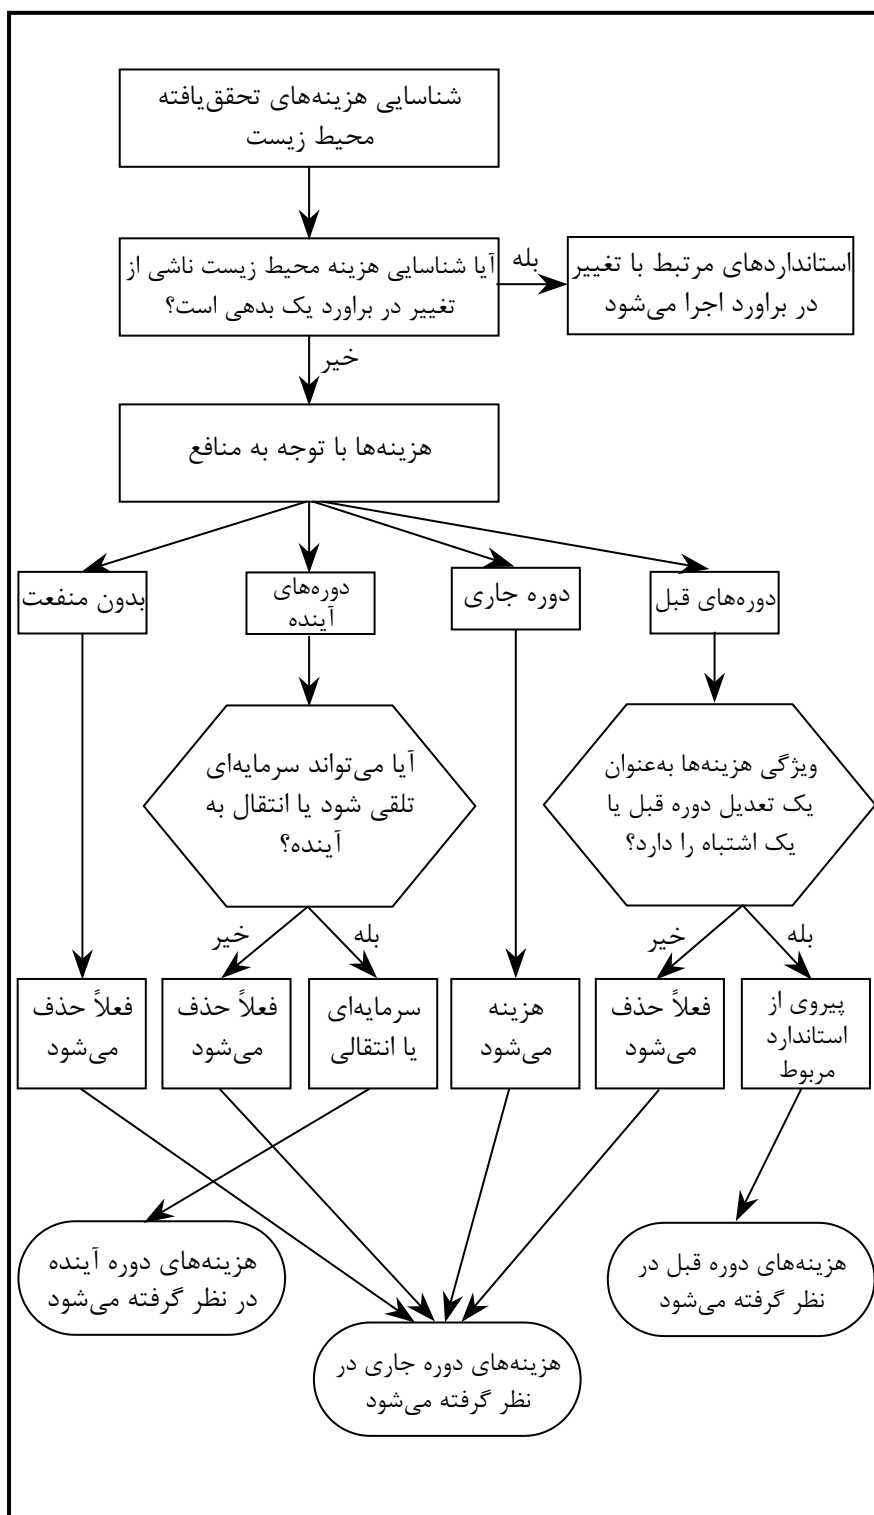 شناسایی هزینه‌های تحقق‌یافته
محیط زیست
آیا شناسایی هزینه محیط زیست ناشی از
تغییر در براورد یک بدهی است؟
بله
استانداردهای مرتبط با تغییر
در براورد اجرا می‌شود
خیر
هزینه‌ها با توجه به منافع
دوره‌های قبل
دوره جاری
دوره‌های
آینده
بدون منفعت
ویژگی هزینه‌ها به‌عنوان
یک تعدیل دوره قبل یا
یک اشتباه را دارد؟
آیا می‌تواند سرمایه‌ای
تلقی شود یا انتقال به
آینده؟
بله
خیر
بله
خیر
پیروی از
استاندارد
مربوط
فعلاً حذف
می‌شود
هزینه
می‌شود
سرمایه‌ای
یا انتقالی
فعلاً حذف
می‌شود
فعلاً حذف
می‌شود
هزینه‌های دوره قبل در
نظر گرفته می‌شود
هزینه‌های دوره آینده
در نظر گرفته می‌شود
هزینه‌های دوره جاری در
نظر گرفته می‌شود